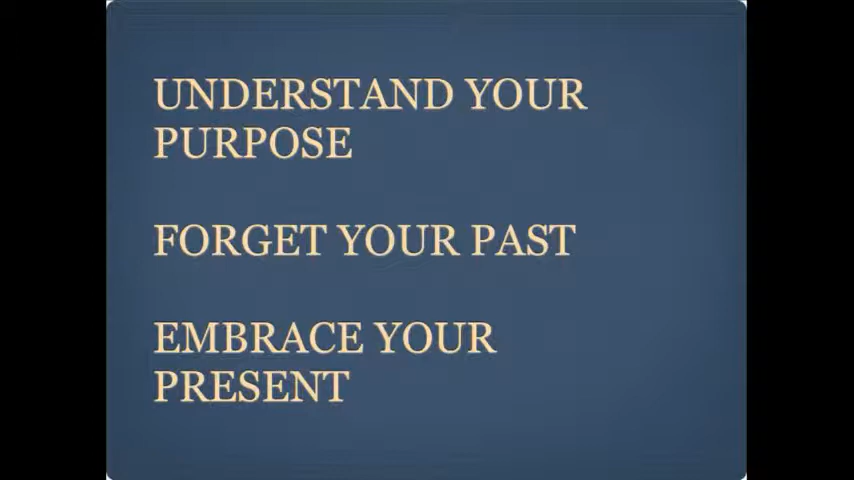 UNDERSTAND YOUR
PURPOSE
FORGET YOUR PAST
EMBRACE YOUR
PRESENT